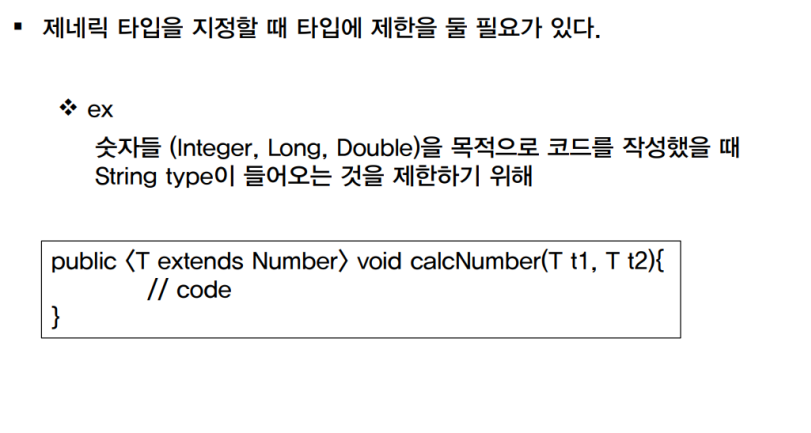 ▪ 제네릭 타입을 지정할 때 타입에 제한을 둘 필요가 있다.
❖ ex
숫자들 (Integer, Long, Double)을 목적으로 코드를 작성했을 때
String type이 들어오는 것을 제한하기 위해
public <T extends Number> void calcNumber(T t1, T t2){
// code
}